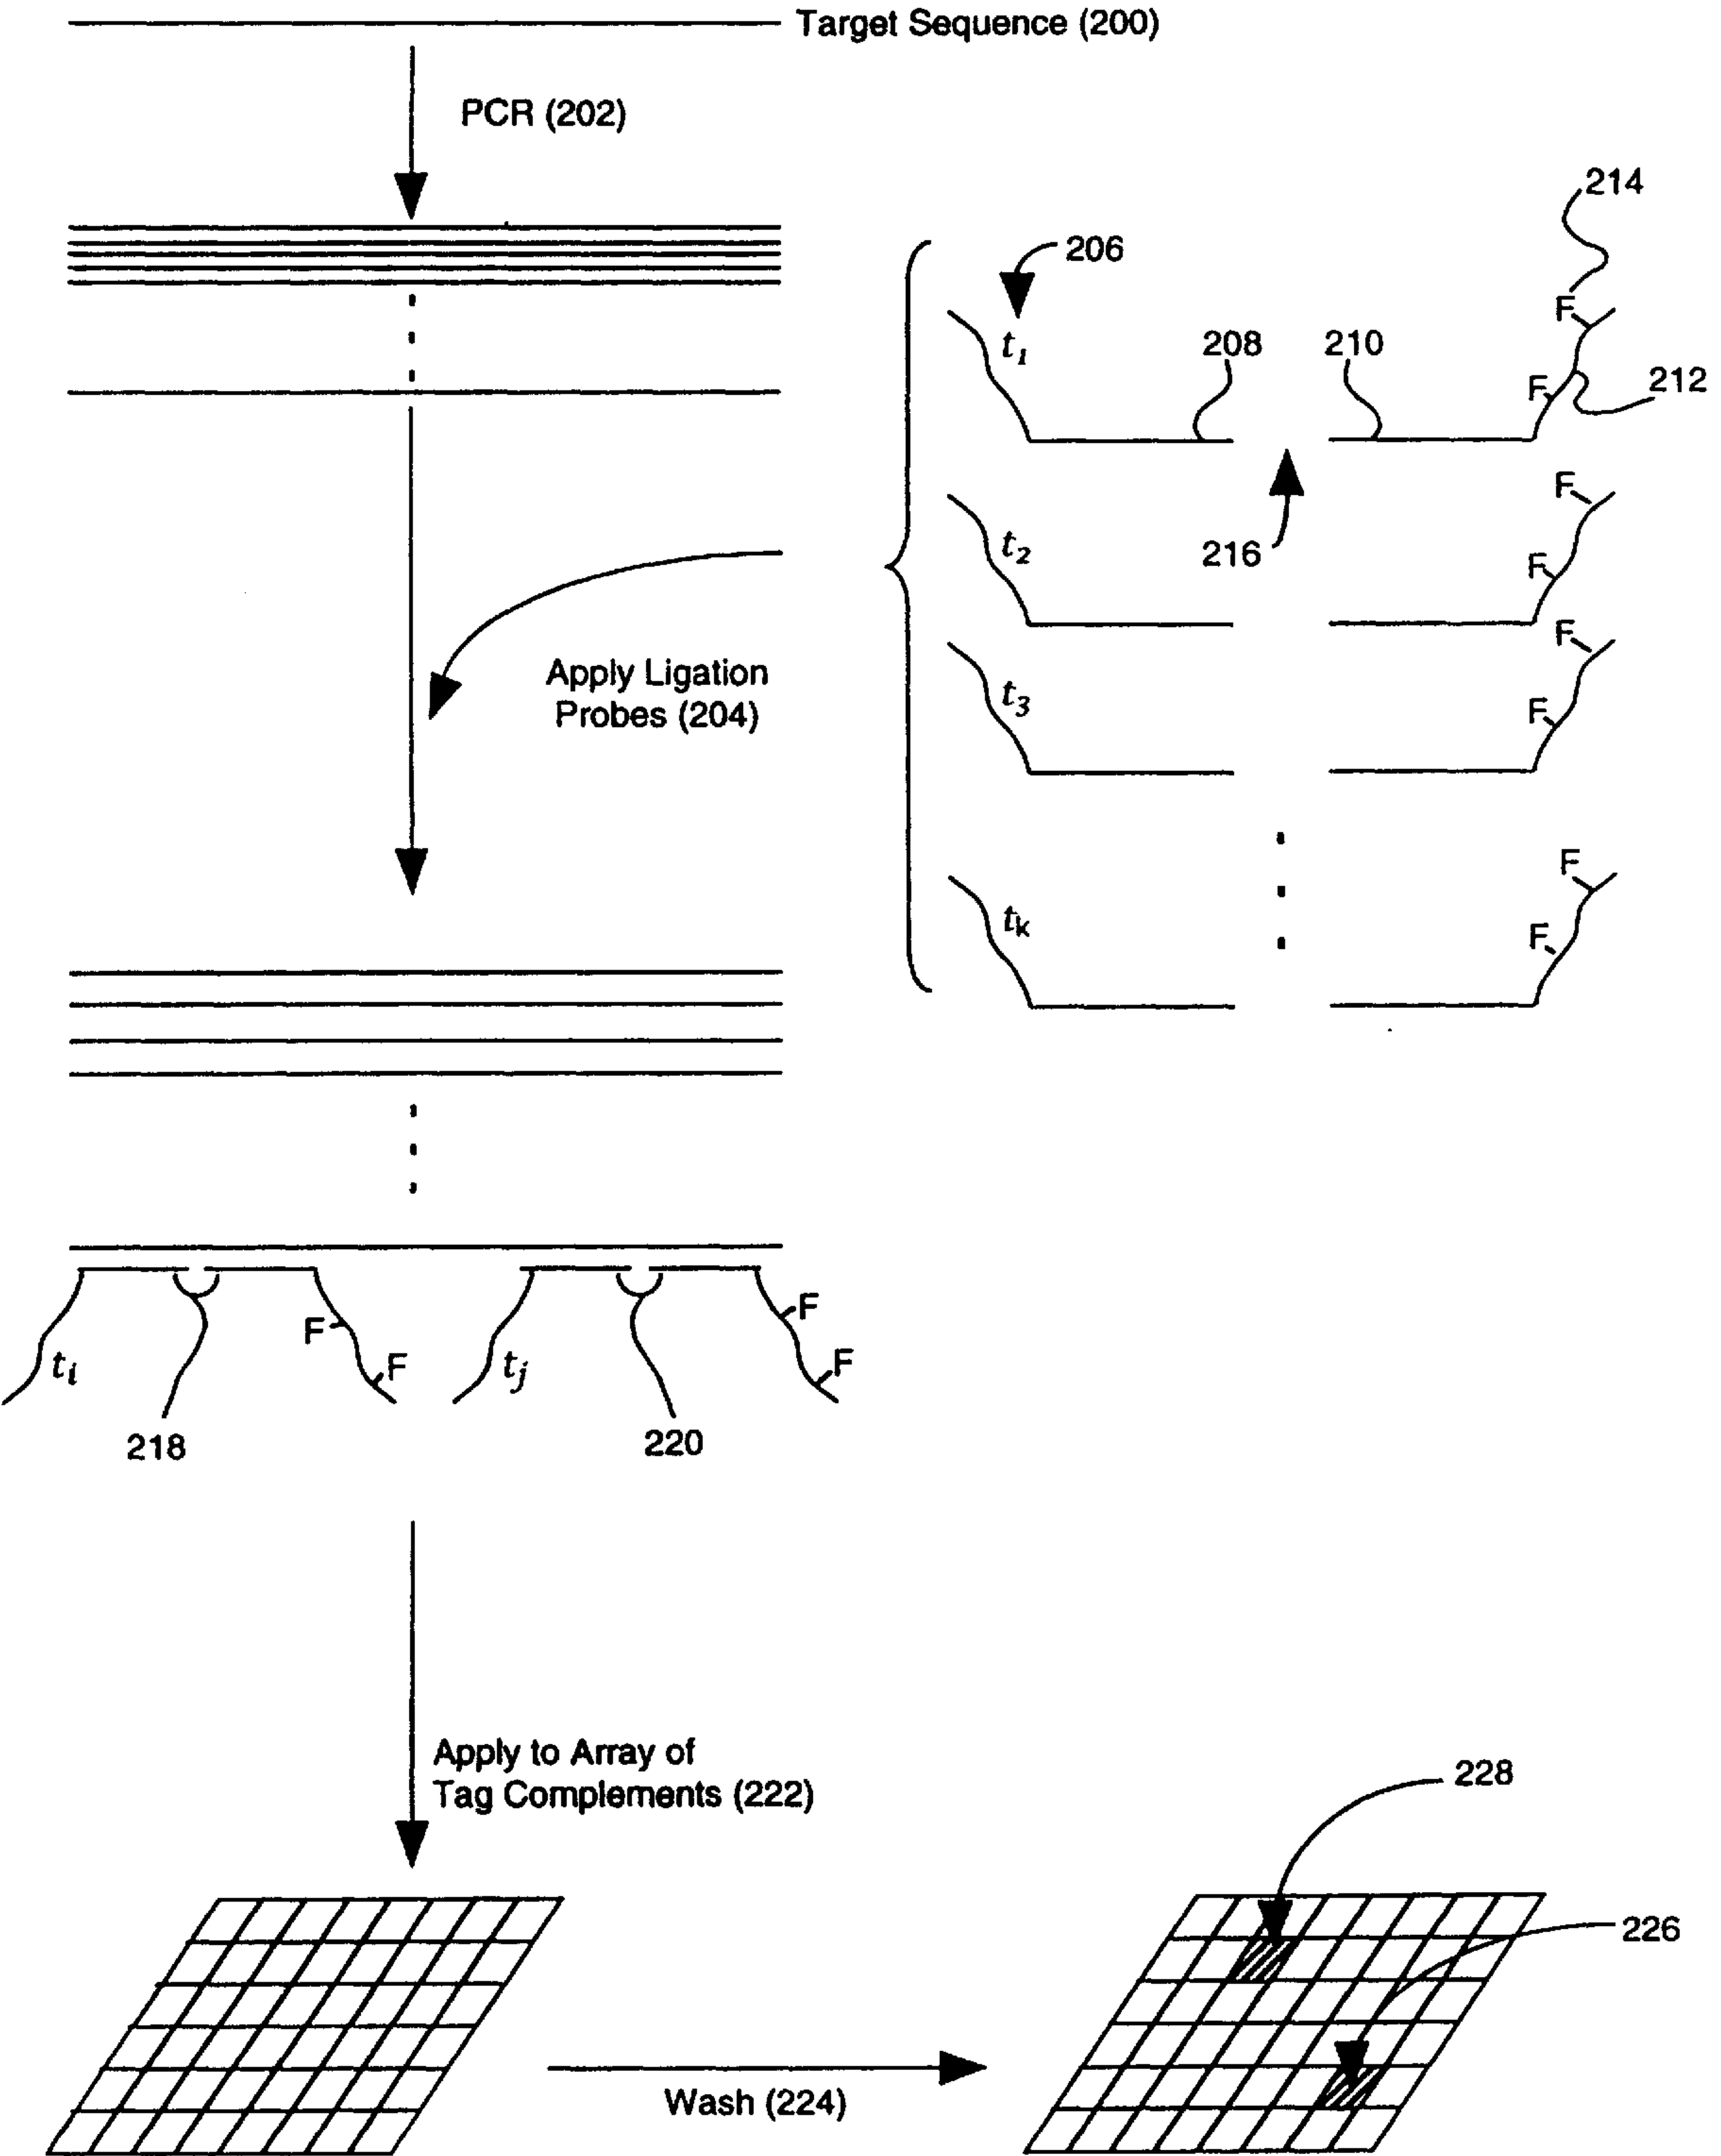 Target Sequence (200)
PCR (202)
214
206
F
t1
208
210
F
212
F
t2
216
F
F
t3
Apply Ligation
Probes (204)
F
F
tk
F
F
F
F
F
ti
tj
218
220
Apply to Array of
Tag Complements (222)
228
226
Wash (224)